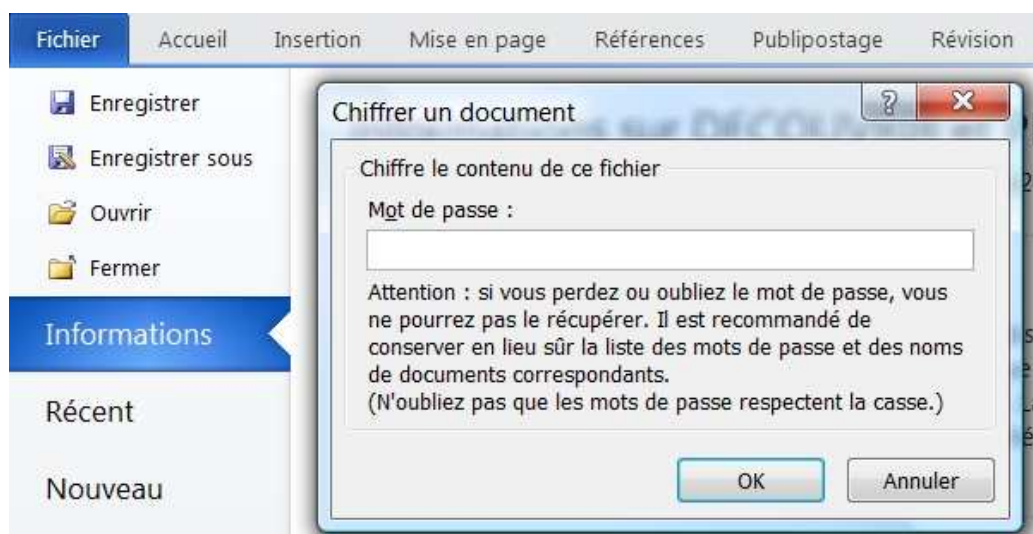 Fichier Accueil Insertion Mise en page Références Publipostage Révision
Enregistrer
Enregistrer sous
Ouvrir
Fermer
Informations
Récent
Nouveau
Chiffrer un document
Chiffre le contenu de ce fichier
Mot de passe :
Attention : si vous perdez ou oubliez le mot de passe, vous
ne pourrez pas le récupérer. Il est recommandé de
conserver en lieu sûr la liste des mots de passe et des noms
de documents correspondants.
(N'oubliez pas que les mots de passe respectent la casse.)
OK Annuler